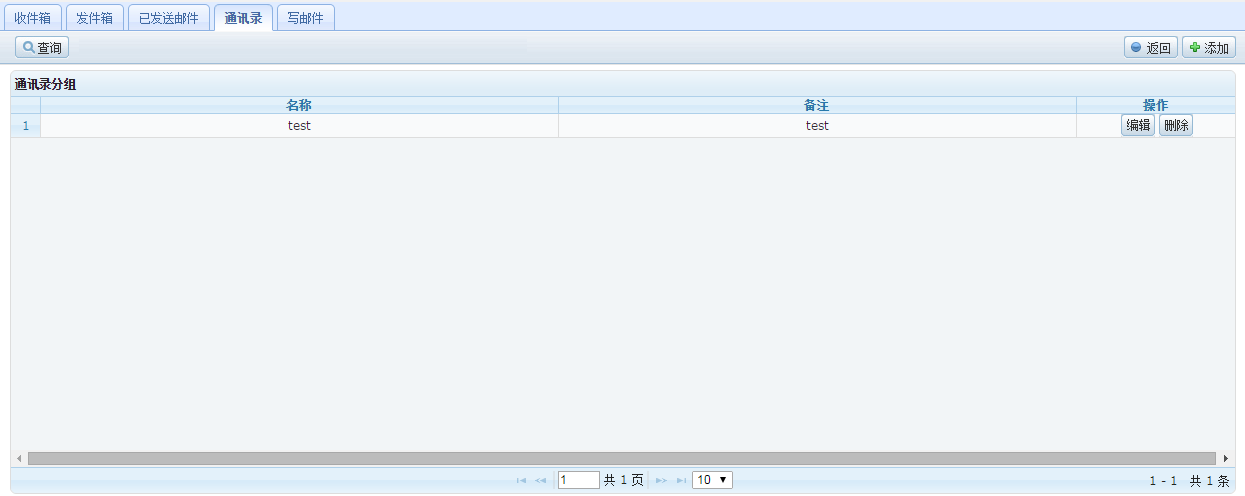 收件箱 发件箱 已发送邮件 通讯录 写邮件
查询 返回 添加
通讯录分组
名称 备注 操作
1 test test 编辑 删除
1 共 1 页 10 1 - 1 共 1 条